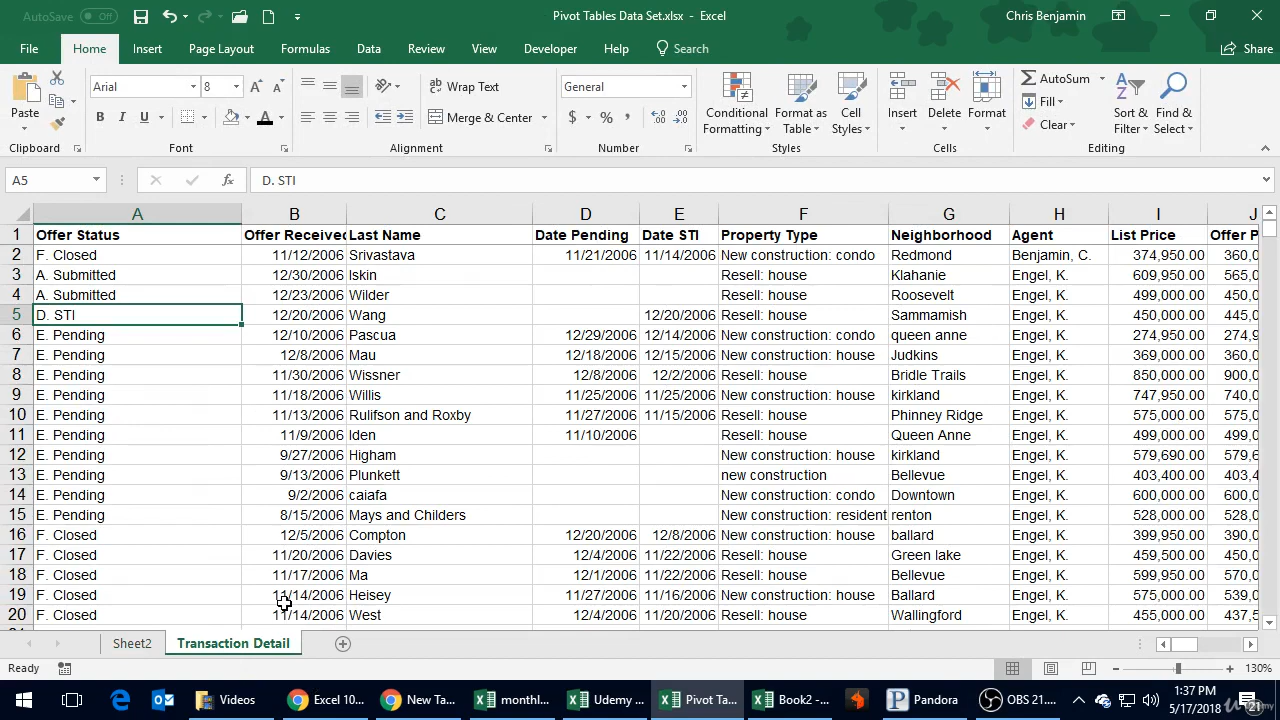 AutoSave Off Pivot Tables Data Set.xlsx - Excel Chris Benjamin
File Home Insert Page Layout Formulas Data Review View Developer Help Search Share
Arial 8 Wrap Text General AutoSum
Paste B I U Merge & Center $ % , Conditional Formatting Format as Table Cell Styles Insert Delete Format Fill Clear Sort & Filter Find & Select
Clipboard Font Alignment Number Styles Cells Editing
A5 fx D. STI
A B C D E F G H I J
1 Offer Status Offer Received Last Name Date Pending Date STI Property Type Neighborhood Agent List Price Offer P
2 F. Closed 11/12/2006 Srivastava 11/21/2006 11/14/2006 New construction: condo Redmond Benjamin, C. 374,950.00 360,0
3 A. Submitted 12/30/2006 Iskin Resell: house Klahanie Engel, K. 609,950.00 565,0
4 A. Submitted 12/23/2006 Wilder Resell: house Roosevelt Engel, K. 499,000.00 450,0
5 D. STI 12/20/2006 Wang 12/20/2006 Resell: house Sammamish Engel, K. 450,000.00 445,0
6 E. Pending 12/10/2006 Pascua 12/29/2006 12/14/2006 New construction: condo queen anne Engel, K. 274,950.00 274,9
7 E. Pending 12/8/2006 Mau 12/18/2006 12/15/2006 New construction: house Judkins Engel, K. 369,000.00 360,0
8 E. Pending 11/30/2006 Wissner 12/8/2006 12/2/2006 Resell: house Bridle Trails Engel, K. 850,000.00 900,0
9 E. Pending 11/18/2006 Willis 11/25/2006 11/25/2006 New construction: house kirkland Engel, K. 747,950.00 740,0
10 E. Pending 11/13/2006 Rulifson and Roxby 11/27/2006 11/15/2006 Resell: house Phinney Ridge Engel, K. 575,000.00 575,0
11 E. Pending 11/9/2006 Iden 11/10/2006 Resell: house Queen Anne Engel, K. 499,000.00 499,0
12 E. Pending 9/27/2006 Higham New construction: house kirkland Engel, K. 579,690.00 579,6
13 E. Pending 9/13/2006 Plunkett new construction Bellevue Engel, K. 403,400.00 403,4
14 E. Pending 9/2/2006 caiafa New construction: condo Downtown Engel, K. 600,000.00 600,0
15 E. Pending 8/15/2006 Mays and Childers New construction: resident renton Engel, K. 528,000.00 528,0
16 F. Closed 12/5/2006 Compton 12/20/2006 12/8/2006 New construction: house ballard Engel, K. 399,950.00 390,0
17 F. Closed 11/20/2006 Davies 12/4/2006 11/22/2006 Resell: house Green lake Engel, K. 459,500.00 450,0
18 F. Closed 11/17/2006 Ma 12/1/2006 11/22/2006 Resell: house Bellevue Engel, K. 599,950.00 570,0
19 F. Closed 11/14/2006 Heisey 11/27/2006 11/16/2006 New construction: house Ballard Engel, K. 575,000.00 539,0
20 F. Closed 11/14/2006 West 12/4/2006 11/20/2006 Resell: house Wallingford Engel, K. 455,000.00 437,5
Sheet2 Transaction Detail
Ready 130%
Videos Excel 10... New Ta... monthl... Udemy ... Pivot Ta... Book2 -... Pandora OBS 21.... 1:37 PM
5/17/2018 21